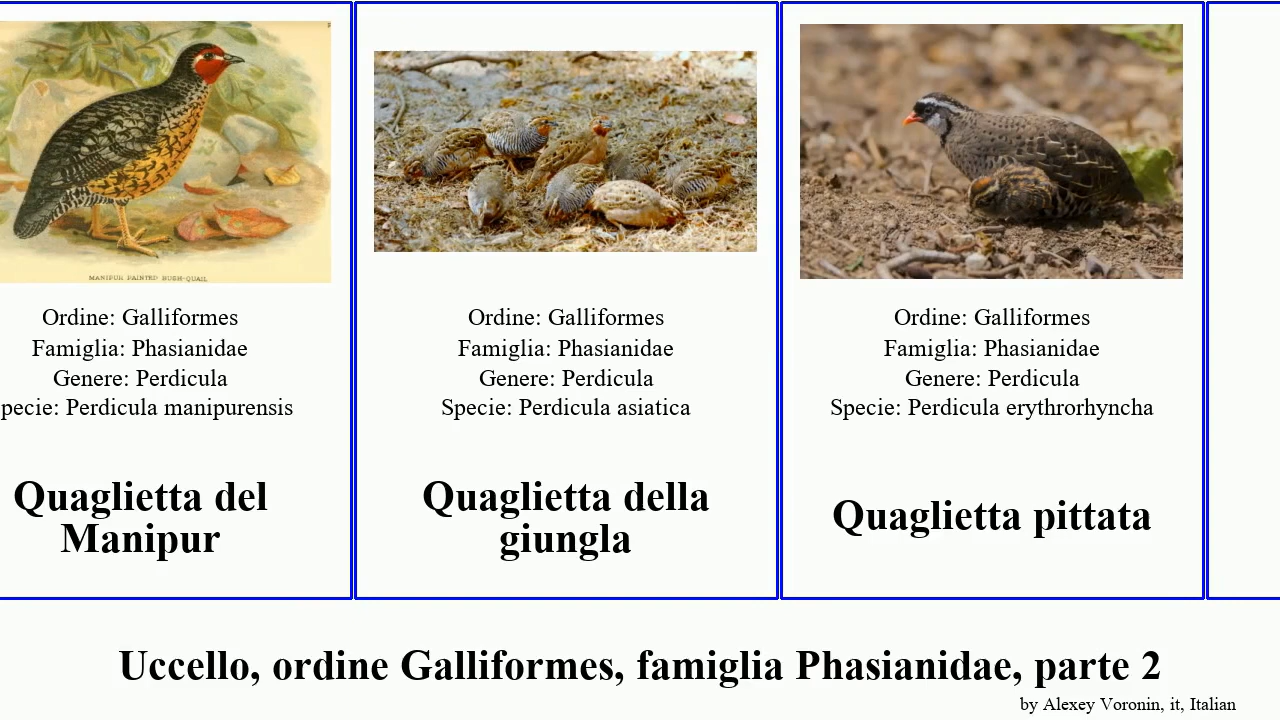 MANIPUR PAINTED BUSH-QUAIL
Ordine: Galliformes
Famiglia: Phasianidae
Genere: Perdicula
pecie: Perdicula manipurensis
Quaglietta del
Manipur
Ordine: Galliformes
Famiglia: Phasianidae
Genere: Perdicula
Specie: Perdicula asiatica
Quaglietta della
giungla
Ordine: Galliformes
Famiglia: Phasianidae
Genere: Perdicula
Specie: Perdicula erythrorhyncha
Quaglietta pittata
Uccello, ordine Galliformes, famiglia Phasianidae, parte 2
by Alexey Voronin, it, Italian